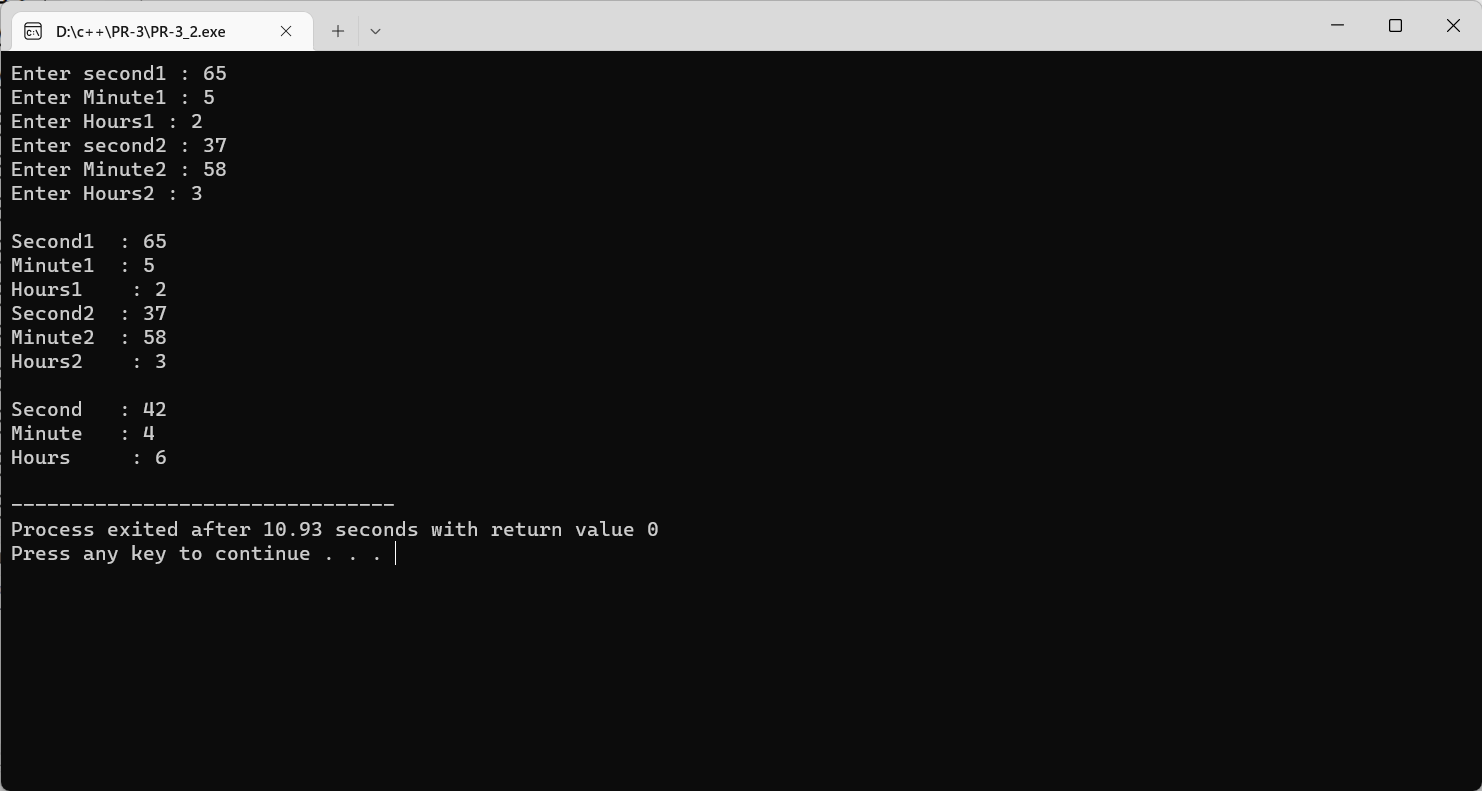 D:\c++\PR-3\PR-3_2.exe
Enter second1 : 65
Enter Minute1 : 5
Enter Hours1 : 2
Enter second2 : 37
Enter Minute2 : 58
Enter Hours2 : 3
Second1  : 65
Minute1  : 5
Hours1    : 2
Second2  : 37
Minute2  : 58
Hours2    : 3
Second   : 42
Minute   : 4
Hours     : 6
--------------------------------
Process exited after 10.93 seconds with return value 0
Press any key to continue . . .